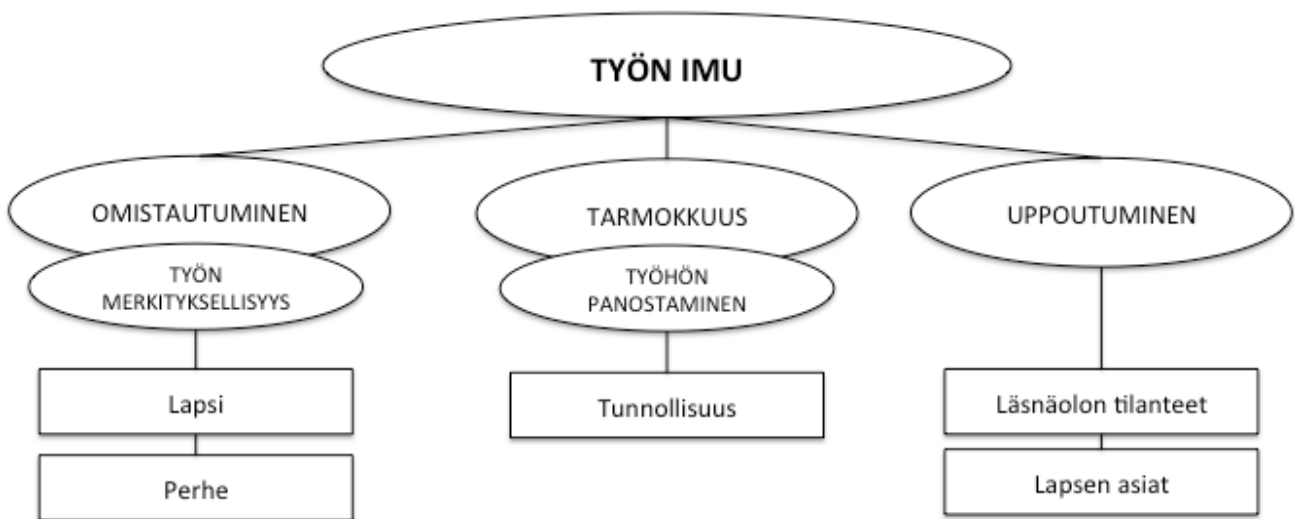 TYÖN IMU
OMISTAUTUMINEN
TARMOKKUUS
UPPOUTUMINEN
TYÖN
MERKITYKSELLISYYS
TYÖHÖN
PANOSTAMINEN
Lapsi
Tunnollisuus
Läsnäolon tilanteet
Perhe
Lapsen asiat